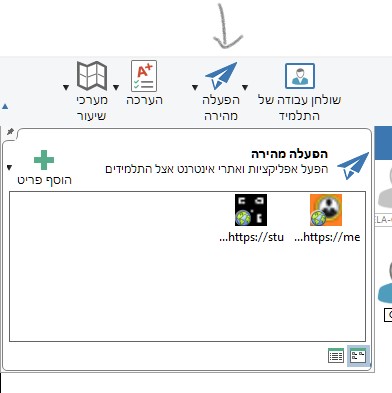 שולחן עבודה של התלמיד
הפעלה מהירה
הערכה
מערכי שיעור
הפעלה מהירה
הפעל אפליקציות ואתרי אינטרנט אצל התלמידים
הוסף פריט
https://me...
https://stu...